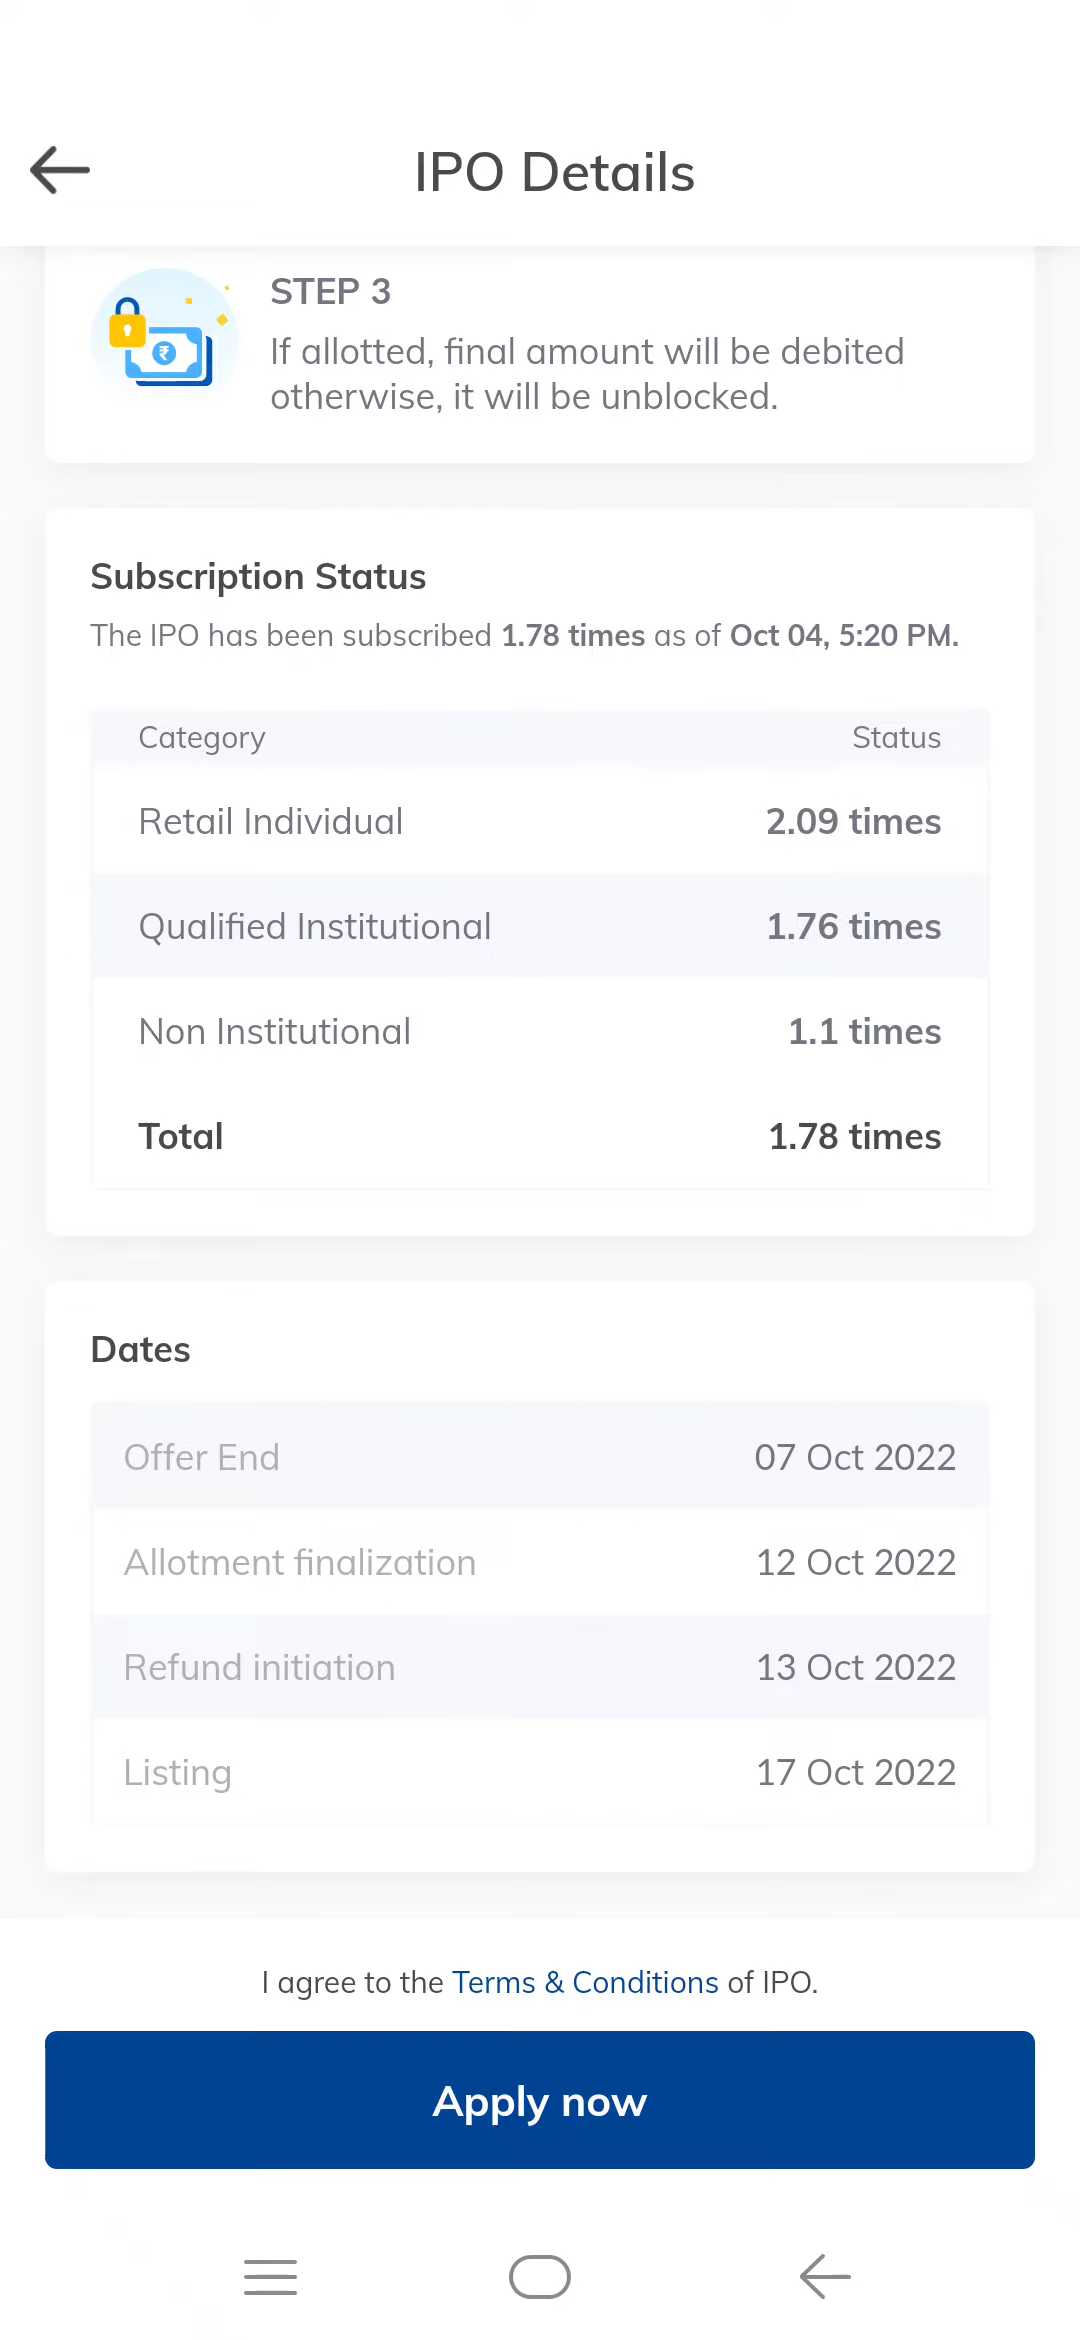 IPO Details
STEP 3
If allotted, final amount will be debited
otherwise, it will be unblocked.
Subscription Status
The IPO has been subscribed 1.78 times as of Oct 04, 5:20 PM.
Category Status
Retail Individual 2.09 times
Qualified Institutional 1.76 times
Non Institutional 1.1 times
Total 1.78 times
Dates
Offer End 07 Oct 2022
Allotment finalization 12 Oct 2022
Refund initiation 13 Oct 2022
Listing 17 Oct 2022
I agree to the Terms & Conditions of IPO.
Apply now